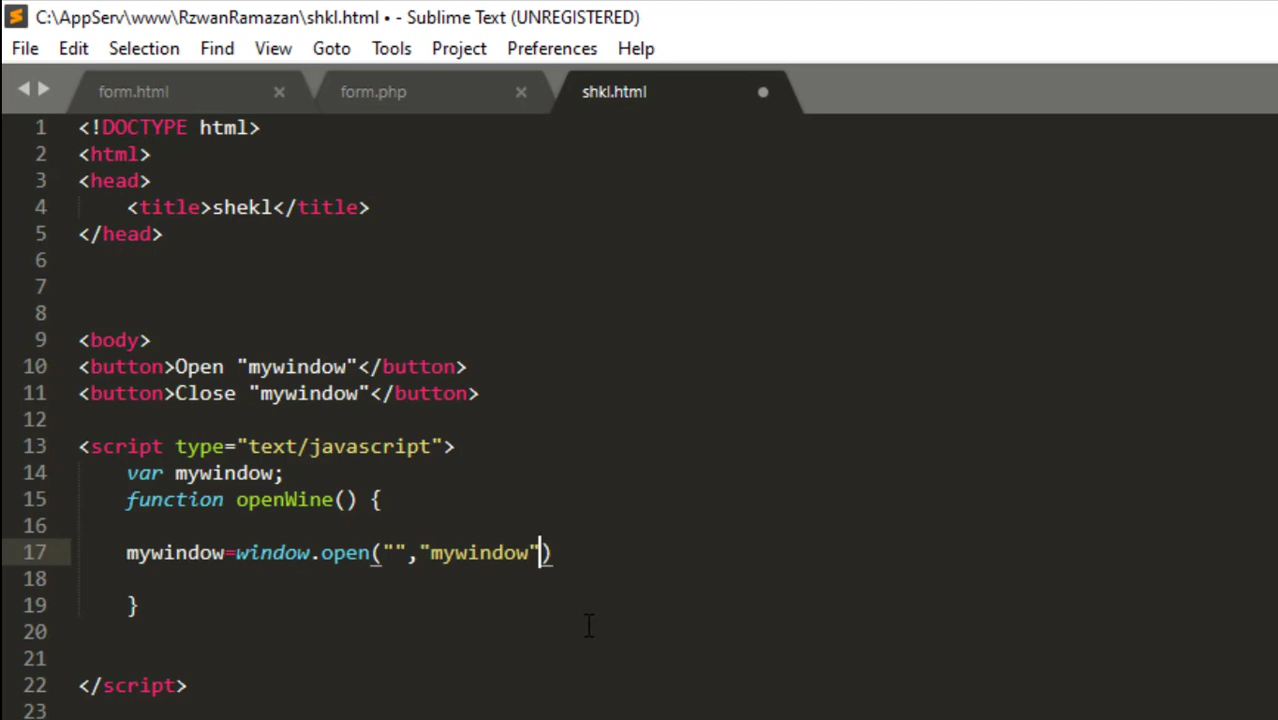 C:\AppServ\www\RzwanRamazan\shkl.html • - Sublime Text (UNREGISTERED)
File Edit Selection Find View Goto Tools Project Preferences Help
form.html form.php shkl.html
1 <!DOCTYPE html>
2 <html>
3 <head>
4 <title>shekl</title>
5 </head>
6
7
8
9 <body>
10 <button>Open "mywindow"</button>
11 <button>Close "mywindow"</button>
12
13 <script type="text/javascript">
14 var mywindow;
15 function openWine() {
16
17 mywindow=window.open("","mywindow")
18
19 }
20
21
22 </script>
23